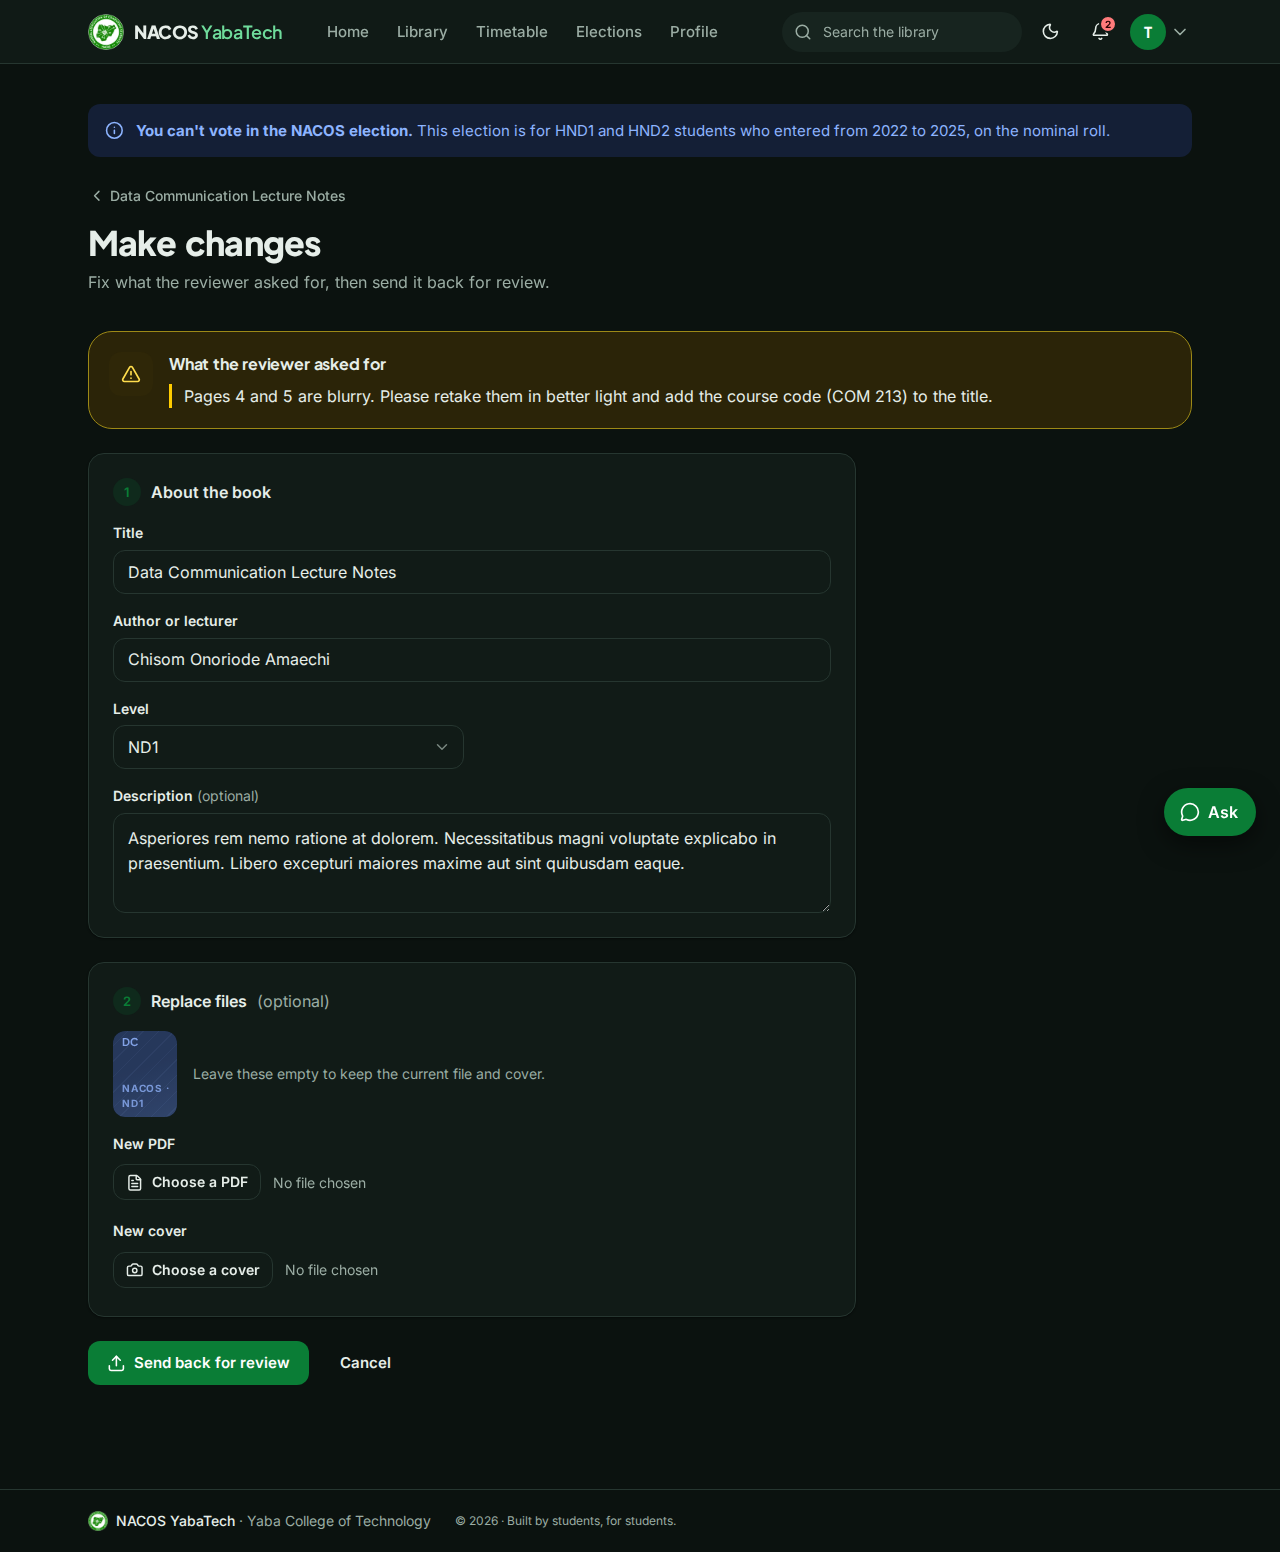 NACOS YabaTech
Home
Library
Timetable
Elections
Profile
Search the library
2
T
You can't vote in the NACOS election. This election is for HND1 and HND2 students who entered from 2022 to 2025, on the nominal roll.
Data Communication Lecture Notes
Make changes
Fix what the reviewer asked for, then send it back for review.
What the reviewer asked for
Pages 4 and 5 are blurry. Please retake them in better light and add the course code (COM 213) to the title.
1 About the book
Title
Data Communication Lecture Notes
Author or lecturer
Chisom Onoriode Amaechi
Level
ND1
Description (optional)
Asperiores rem nemo ratione at dolorem. Necessitatibus magni voluptate explicabo in
praesentium. Libero excepturi maiores maxime aut sint quibusdam eaque.
Ask
2 Replace files (optional)
DC
NACOS ·
ND1
Leave these empty to keep the current file and cover.
New PDF
Choose a PDF
No file chosen
New cover
Choose a cover
No file chosen
Send back for review
Cancel
NACOS YabaTech · Yaba College of Technology
© 2026 · Built by students, for students.